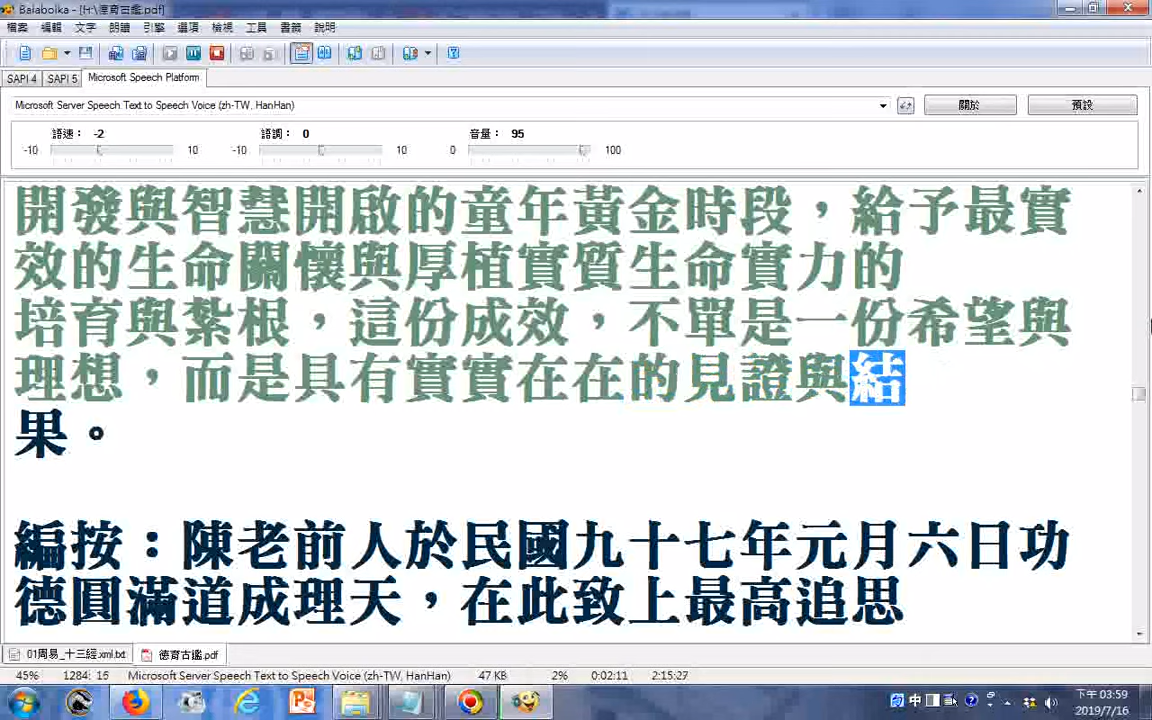 Balabolka - [H:\德育古鑑.pdf]
檔案 編輯 文字 朗讀 引擎 選項 檢視 工具 書籤 說明
SAPI 4 SAPI 5 Microsoft Speech Platform
Microsoft Server Speech Text to Speech Voice (zh-TW, HanHan) 關於 預設
語速： -2 語調： 0 音量： 95
-10 10 -10 10 0 100
開發與智慧開啟的童年黃金時段，給予最實
效的生命關懷與厚植實質生命實力的
培育與紮根，這份成效，不單是一份希望與
理想，而是具有實實在在的見證與結
果。
編按：陳老前人於民國九十七年元月六日功
德圓滿道成理天，在此致上最高追思
01周易_十三經.xml.txt 德育古鑑.pdf
45% 1284: 15 Microsoft Server Speech Text to Speech Voice (zh-TW, HanHan) 47 KB 2% 0:02:11 2:15:27
中 下午 03:59
2019/7/16